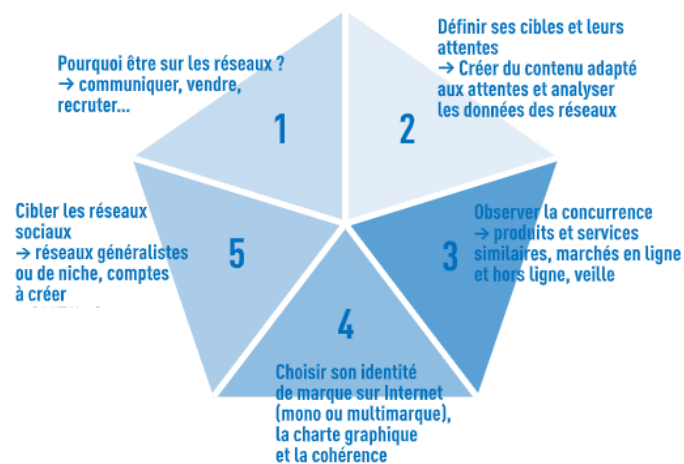 Pourquoi être sur les réseaux ?
→ communiquer, vendre,
recruter...
1
Définir ses cibles et leurs
attentes
→ Créer du contenu adapté
aux attentes et analyser
les données des réseaux
2
Observer la concurrence
→ produits et services
similaires, marchés en ligne
et hors ligne, veille
3
4
Choisir son identité
de marque sur Internet
(mono ou multimarque),
la charte graphique
et la cohérence
Cibler les réseaux
sociaux
→ réseaux généralistes
ou de niche, comptes
à créer
5